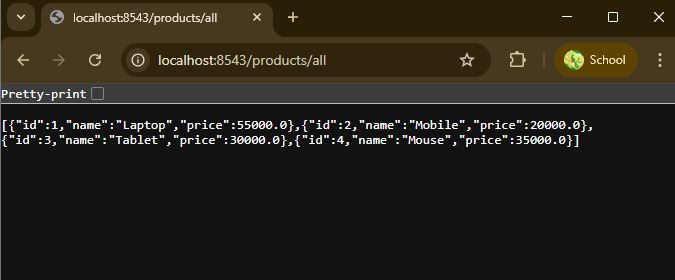 localhost:8543/products/all
localhost:8543/products/all
School
Pretty-print
[{"id":1,"name":"Laptop","price":55000.0},{"id":2,"name":"Mobile","price":20000.0},
{"id":3,"name":"Tablet","price":30000.0},{"id":4,"name":"Mouse","price":35000.0}]